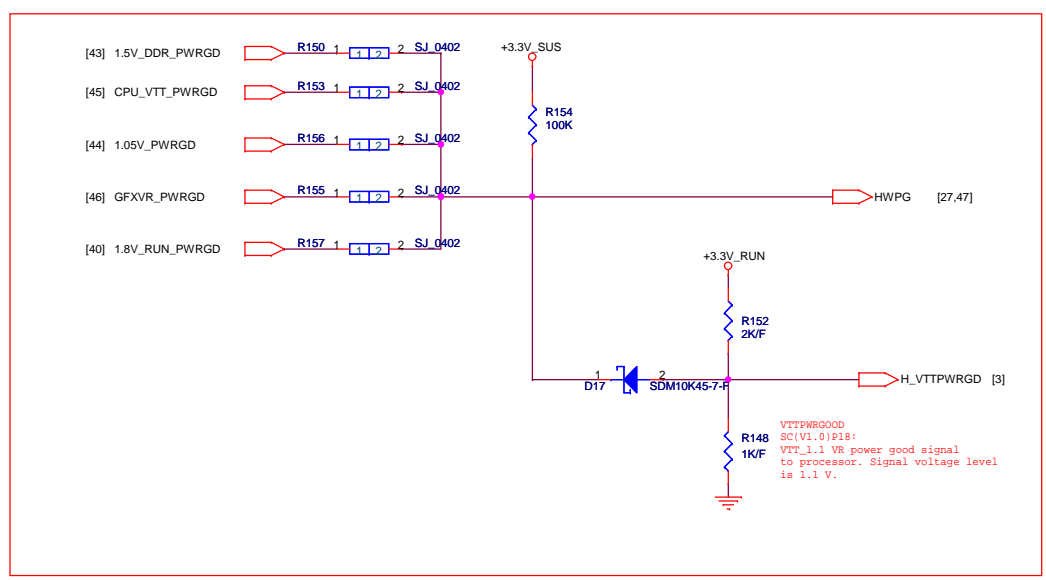 [43] 1.5V_DDR_PWRGD R150 1 1 2 2 SJ_0402 +3.3V_SUS
[45] CPU_VTT_PWRGD R153 1 1 2 2 SJ_0402
R154
100K
[44] 1.05V_PWRGD R156 1 1 2 2 SJ_0402
[46] GFXVR_PWRGD R155 1 1 2 2 SJ_0402 HWPG [27,47]
[40] 1.8V_RUN_PWRGD R157 1 1 2 2 SJ_0402
+3.3V_RUN
R152
2K/F
1 2
D17 SDM10K45-7-F H_VTTPWRGD [3]
R148
1K/F
VTTPWRGOOD
SC(V1.0)P18:
VTT_1.1 VR power good signal
to processor. Signal voltage level
is 1.1 V.